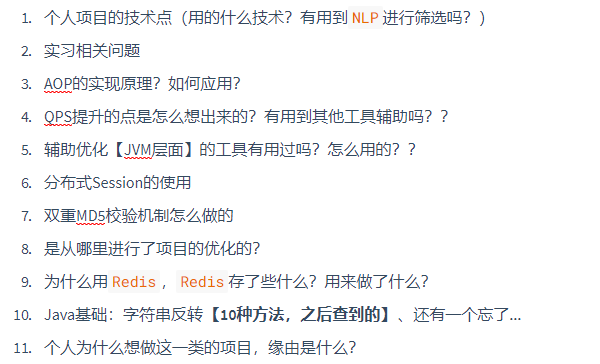 1. 个人项目的技术点（用的什么技术？有用到 NLP 进行筛选吗？）
2. 实习相关问题
3. AOP的实现原理？如何应用？
4. QPS提升的点是怎么想出来的？有用到其他工具辅助吗？？
5. 辅助优化【JVM层面】的工具有用过吗？怎么用的？？
6. 分布式Session的使用
7. 双重MD5校验机制怎么做的
8. 是从哪里进行了项目的优化的？
9. 为什么用 Redis ，Redis 存了些什么？用来做了什么？
10. Java基础：字符串反转【10种方法，之后查到的】、还有一个忘了...
11. 个人为什么想做这一类的项目，缘由是什么？